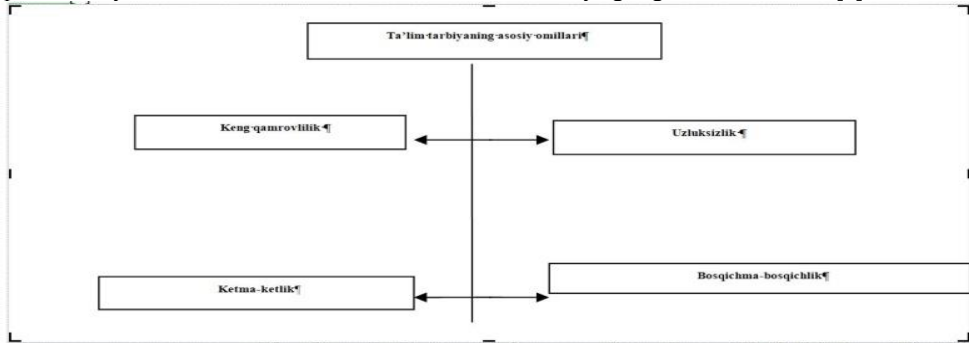 Ta’lim·tarbiyaning·asosiy·omillari¶
Keng·qamrovlilik·¶
Uzluksizlik·¶
Ketma-ketlik¶
Bosqichma-bosqichlik¶